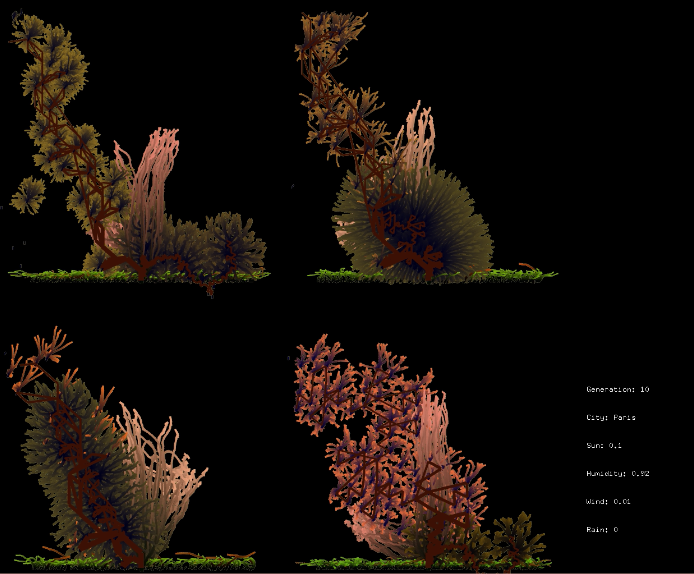 Generation: 10
City: Paris
Sun: 0.1
Humidity: 0.92
Wind: 0.01
Rain: 0